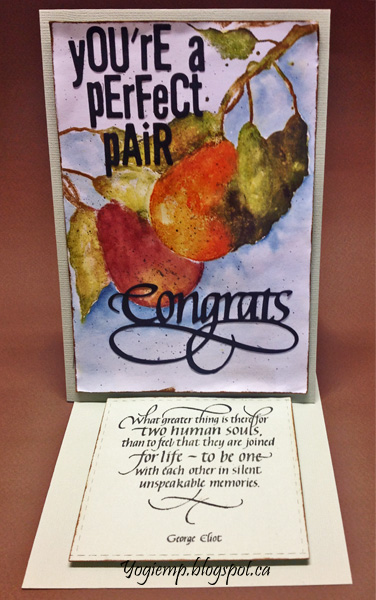 yOU'rE a
pErFeCt
pAiR
Congrats
What greater thing is there for
two human souls,
than to feel that they are joined
for life ~ to be one
with each other in silent
unspeakable memories.
George Eliot
Yogiemp.blogspot.ca